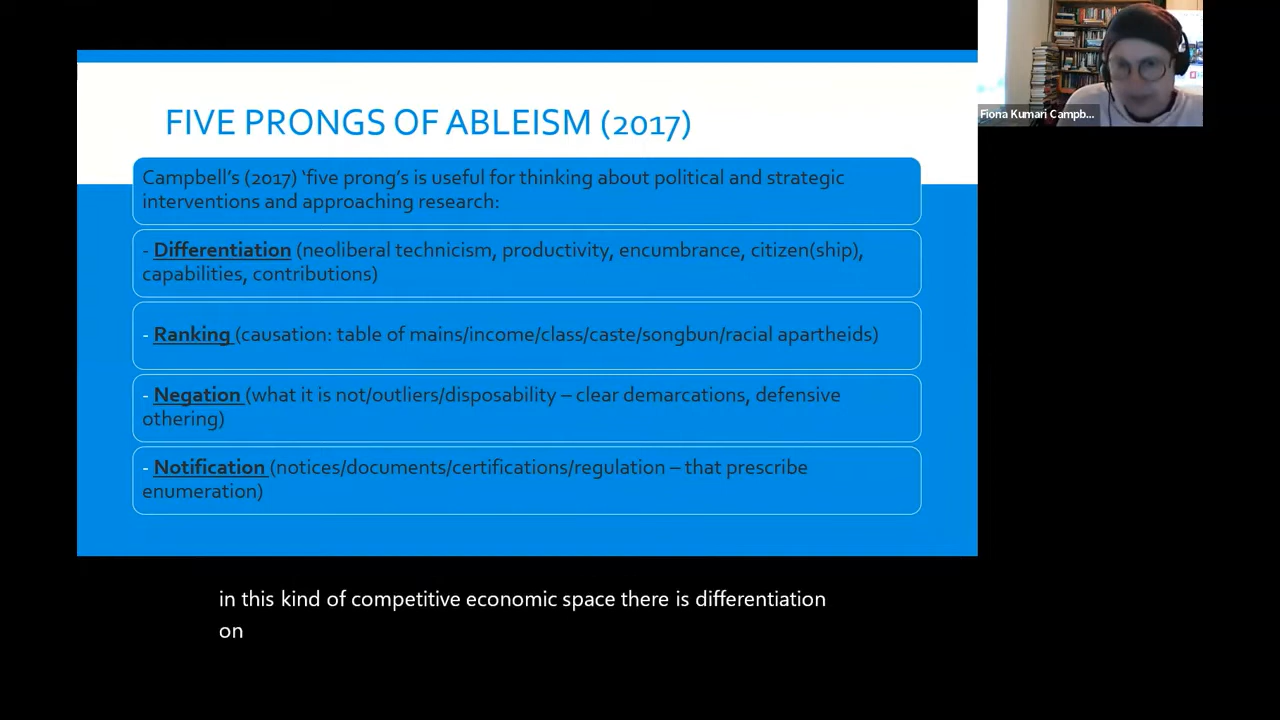 FIVE PRONGS OF ABLEISM (2017)
Campbell's (2017) 'five prong's is useful for thinking about political and strategic
interventions and approaching research:
- Differentiation (neoliberal technicism, productivity, encumbrance, citizen(ship),
capabilities, contributions)
- Ranking (causation: table of mains/income/class/caste/songbun/racial apartheids)
- Negation (what it is not/outliers/disposability – clear demarcations, defensive
othering)
- Notification (notices/documents/certifications/regulation – that prescribe
enumeration)
Fiona Kumari Campb...
in this kind of competitive economic space there is differentiation
on